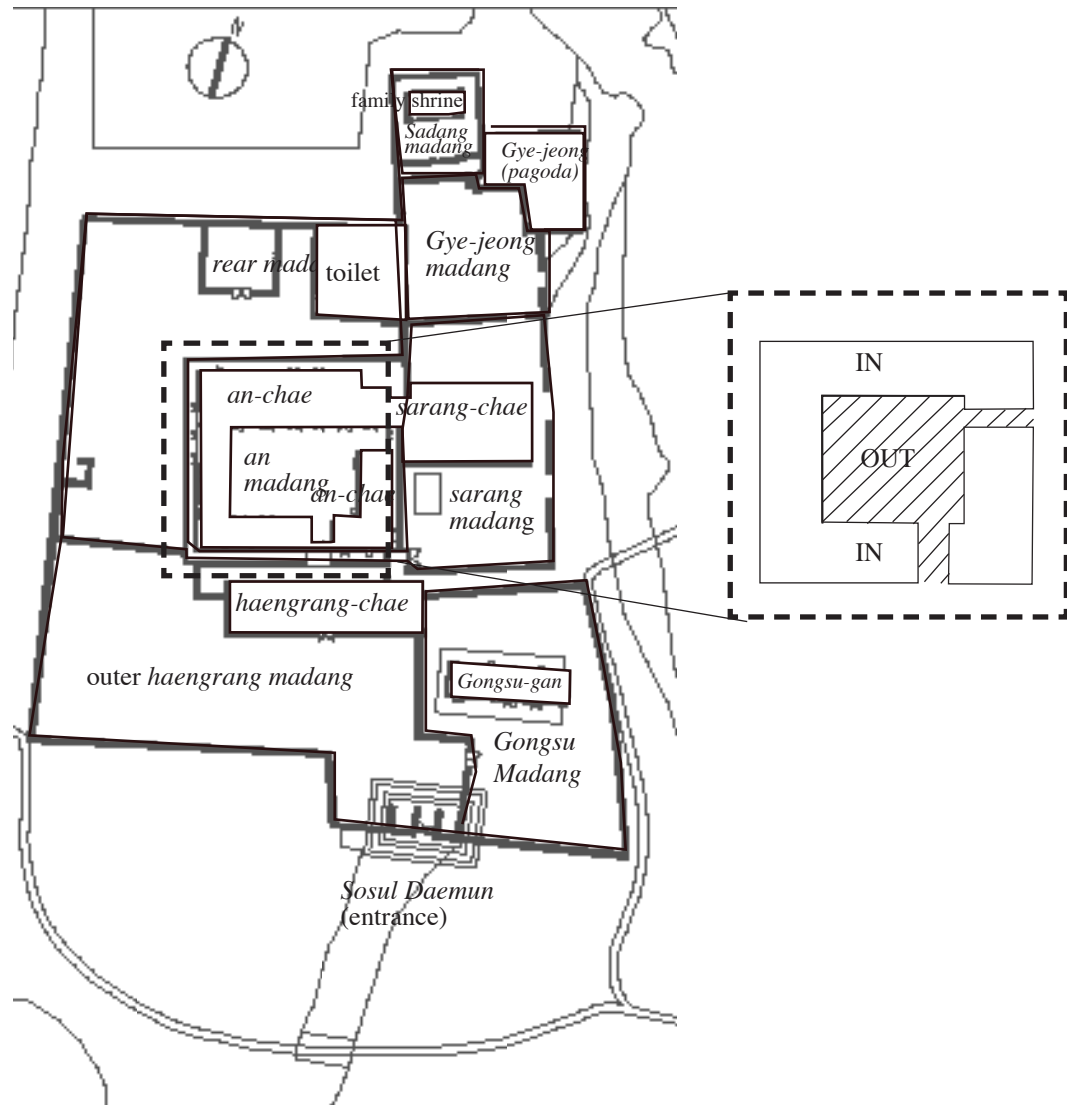 N
family shrine
Sadang
madang
Gye-jeong
(pagoda)
Gye-jeong
madang
rear mada
toilet
an-chae
sarang-chae
an
madang
an-chae
sarang
madang
haengrang-chae
outer haengrang madang
Gongsu-gan
Gongsu
Madang
Sosul Daemun
(entrance)
IN
OUT
IN